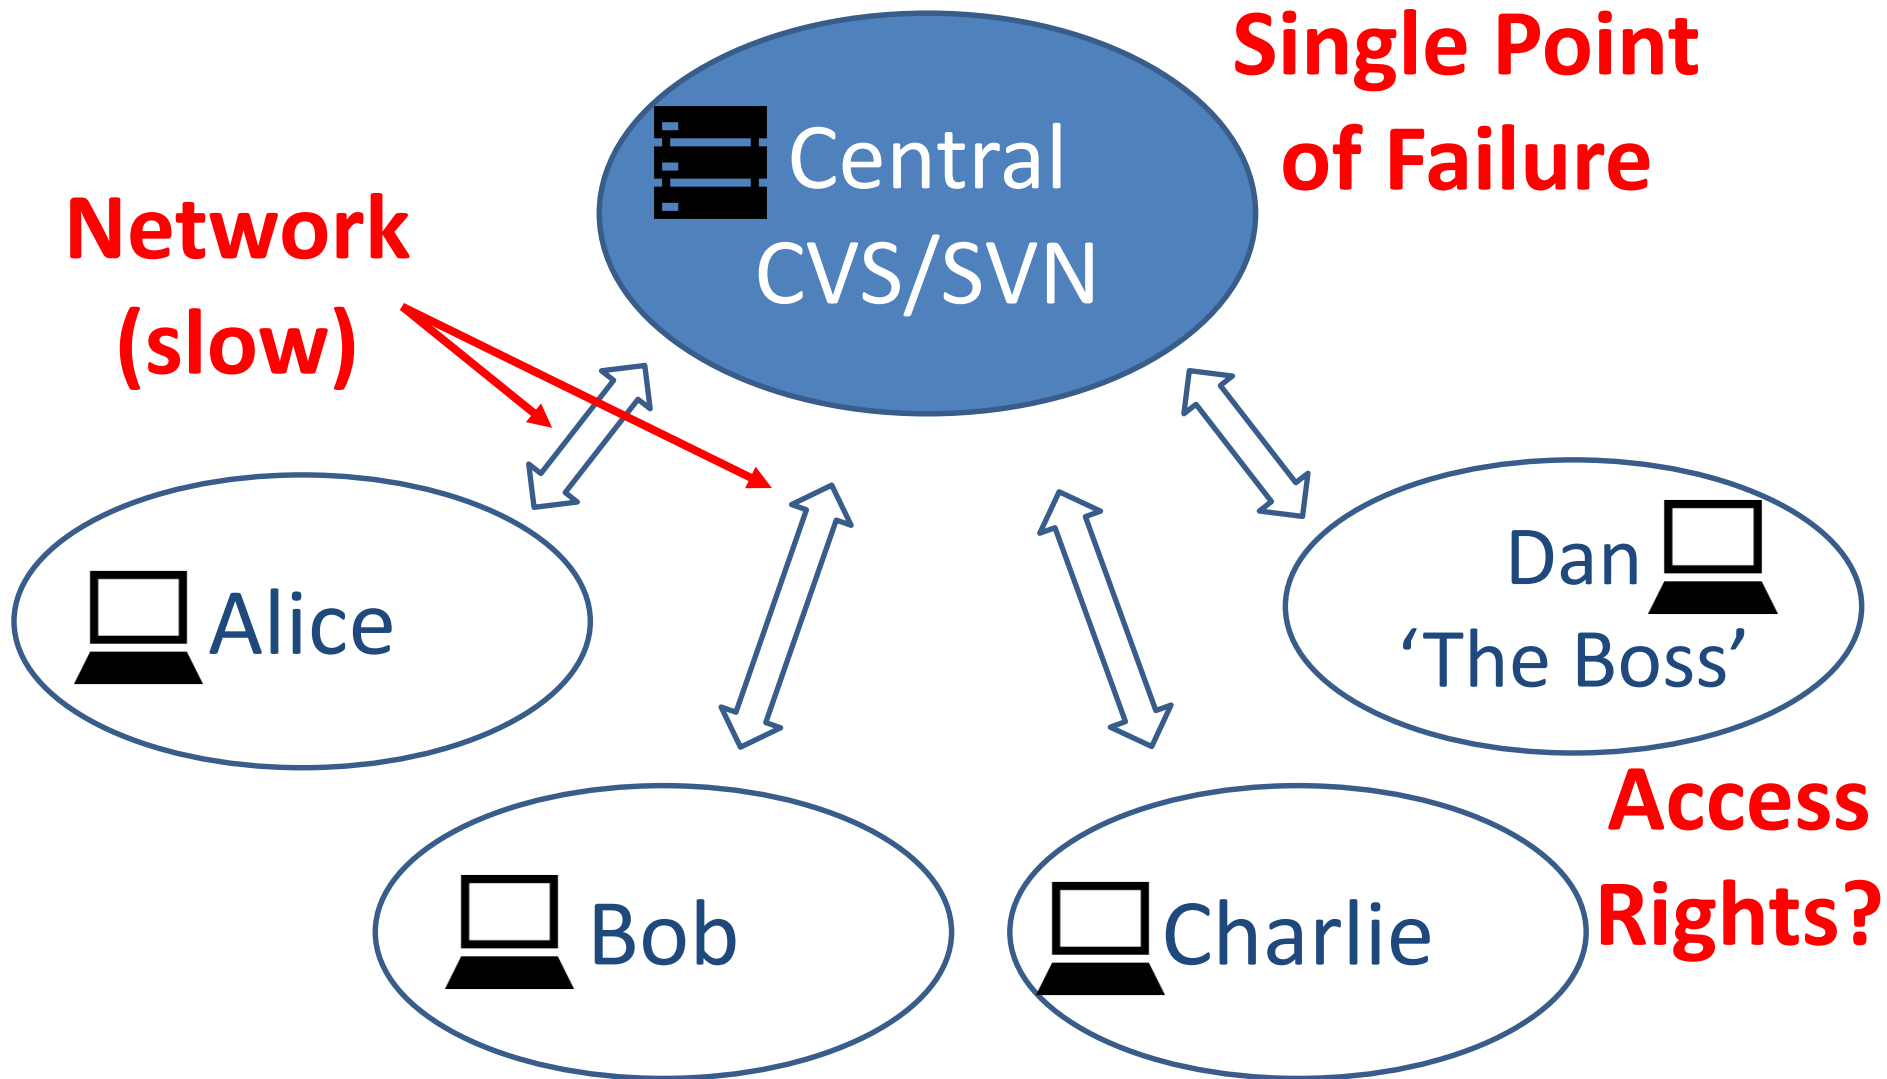 Single Point
of Failure
Central
CVS/SVN
Network
(slow)
Alice
Dan
‘The Boss’
Bob
Charlie
Access
Rights?